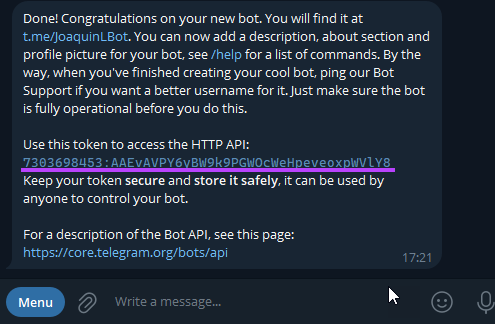 Done! Congratulations on your new bot. You will find it at
t.me/JoaquinLBot. You can now add a description, about section and
profile picture for your bot, see /help for a list of commands. By the
way, when you've finished creating your cool bot, ping our Bot
Support if you want a better username for it. Just make sure the bot
is fully operational before you do this.
Use this token to access the HTTP API:
7303698453:AAEvAVPY6yBW9k9PGWOcWeHpeveoxpWVlY8
Keep your token secure and store it safely, it can be used by
anyone to control your bot.
For a description of the Bot API, see this page:
https://core.telegram.org/bots/api
17:21
Menu
Write a message...